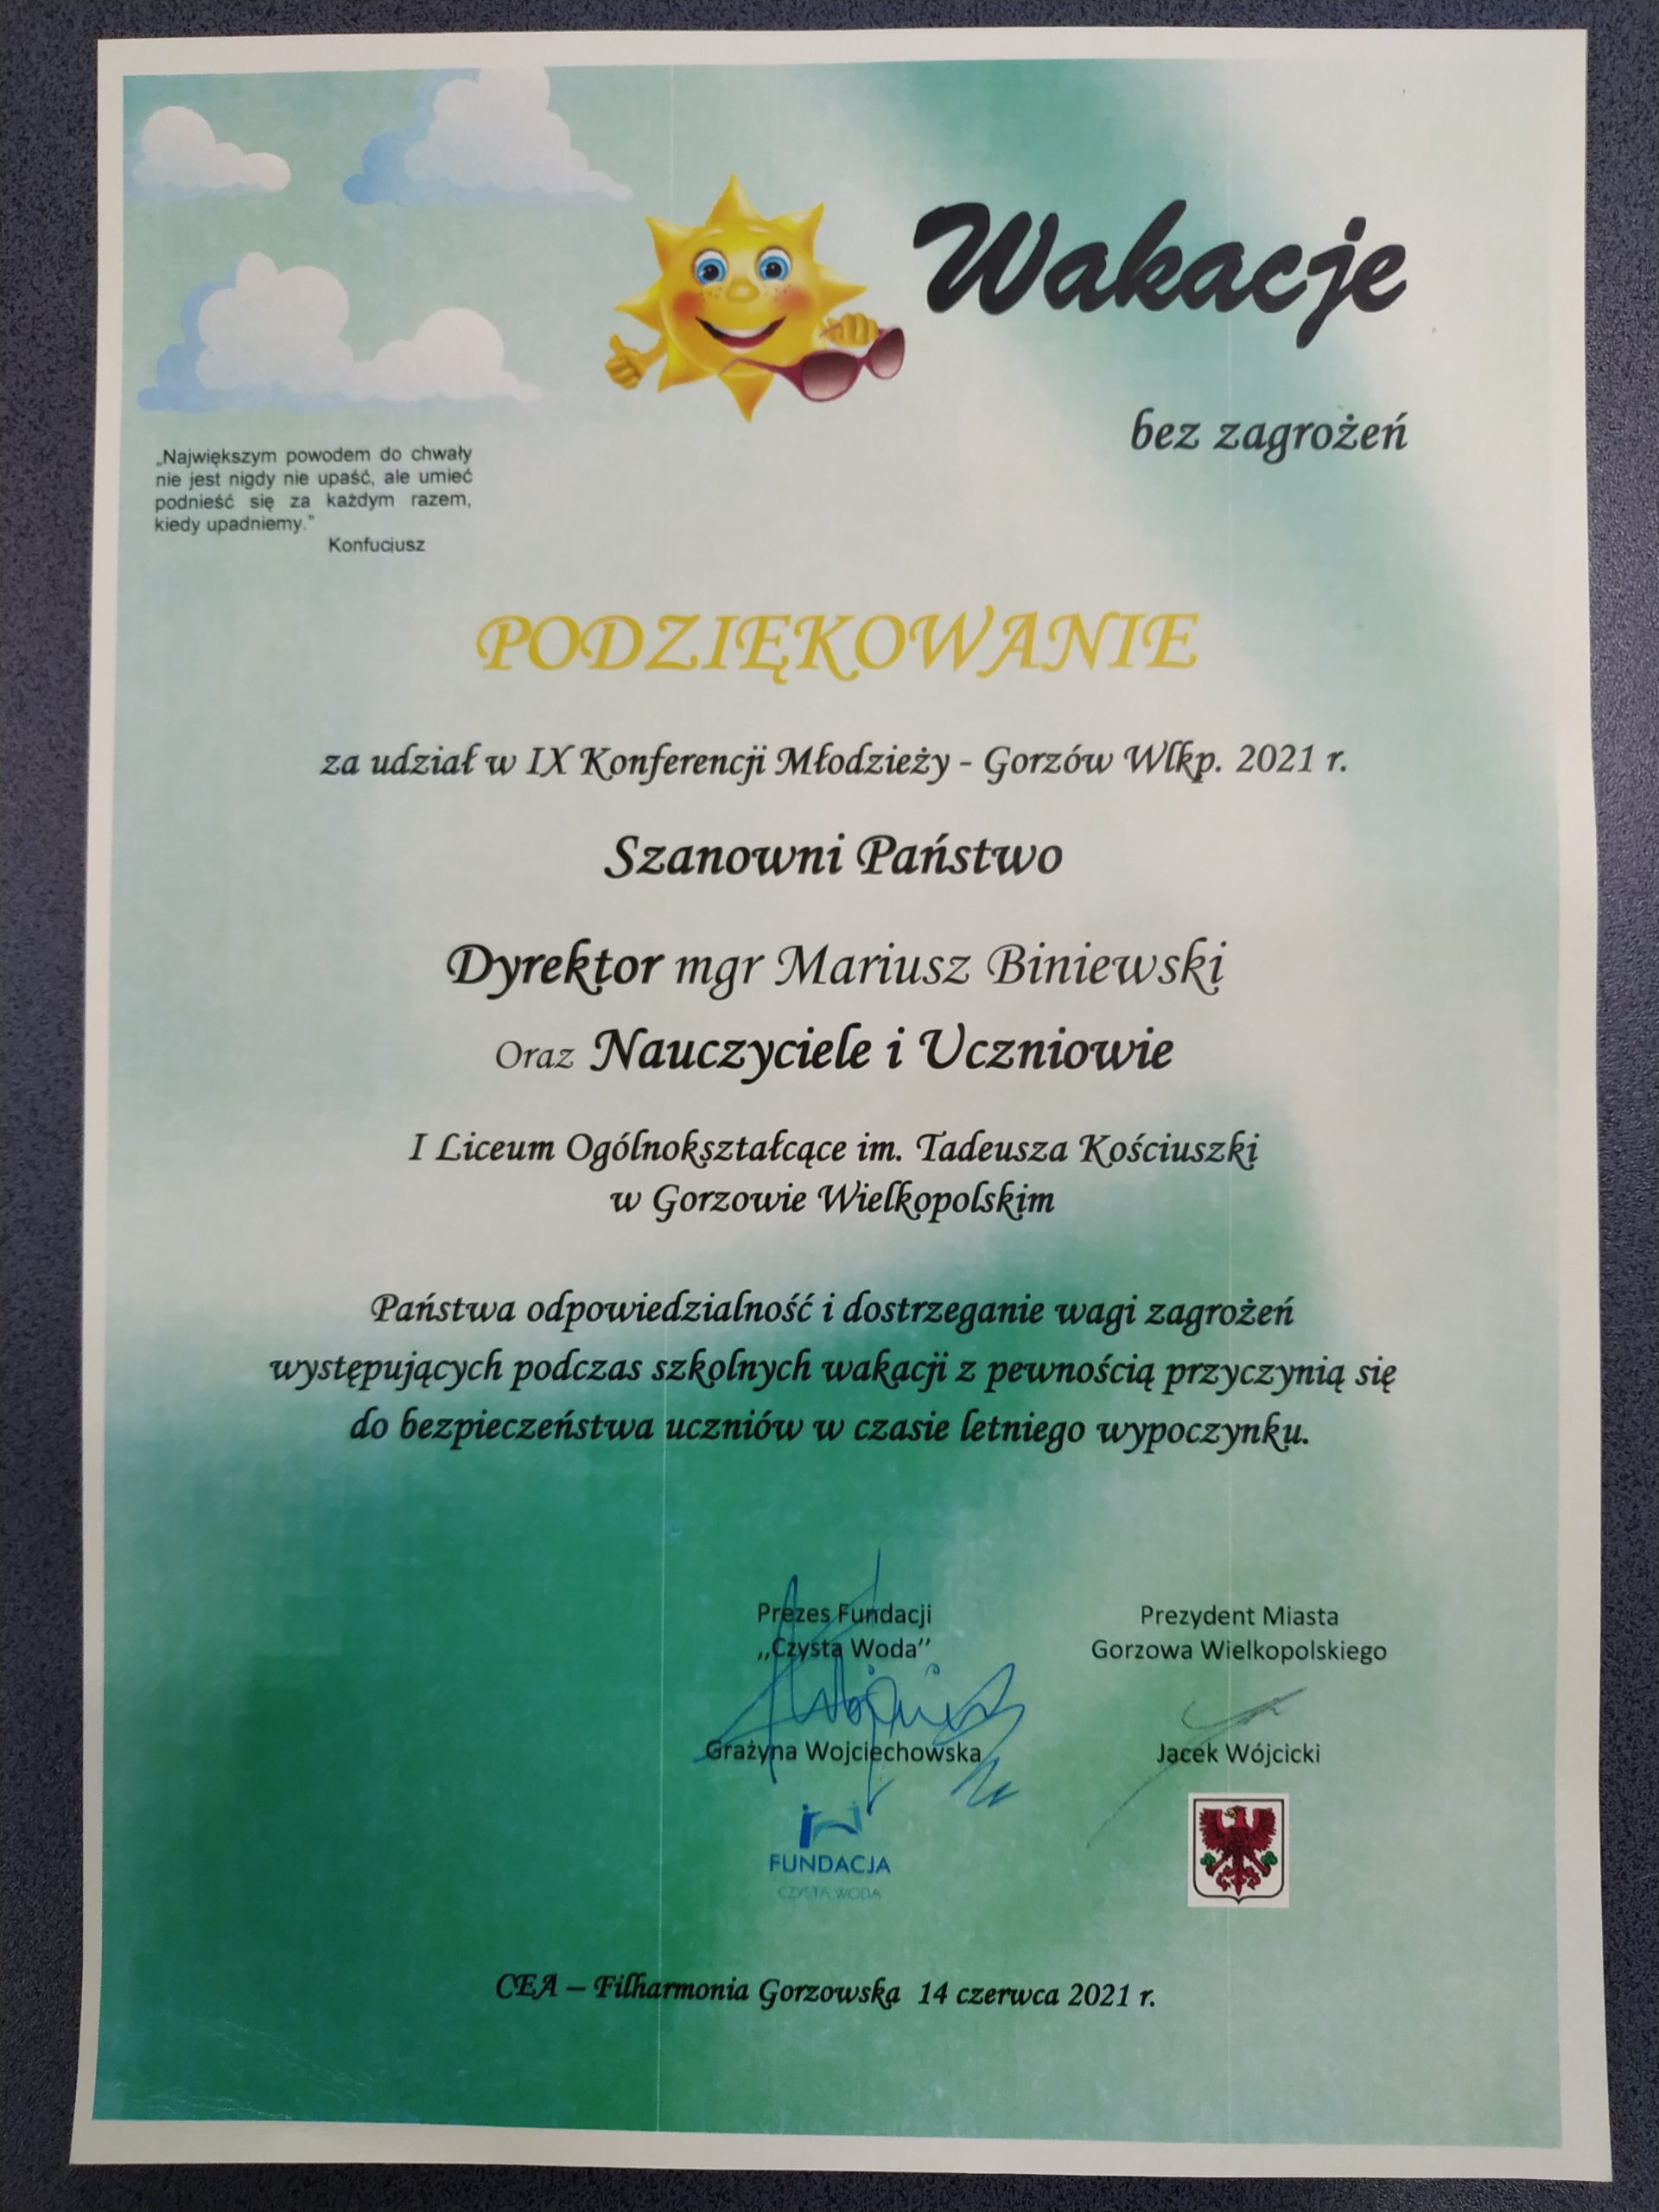 Wakacje
bez zagrożeń
„Największym powodem do chwały
nie jest nigdy nie upaść, ale umieć
podnieść się za każdym razem,
kiedy upadniemy.”
Konfucjusz
PODZIĘKOWANIE
za udział w IX Konferencji Młodzieży - Gorzów Wlkp. 2021 r.
Szanowni Państwo
Dyrektor mgr Mariusz Biniewski
Oraz Nauczyciele i Uczniowie
I Liceum Ogólnokształcące im. Tadeusza Kościuszki
w Gorzowie Wielkopolskim
Państwa odpowiedzialność i dostrzeganie wagi zagrożeń
występujących podczas szkolnych wakacji z pewnością przyczynią się
do bezpieczeństwa uczniów w czasie letniego wypoczynku.
Prezes Fundacji
„Czysta Woda’’
Grażyna Wojciechowska
FUNDACJA
CZYSTA WODA
Prezydent Miasta
Gorzowa Wielkopolskiego
Jacek Wójcicki
CEA – Filharmonia Gorzowska 14 czerwca 2021 r.